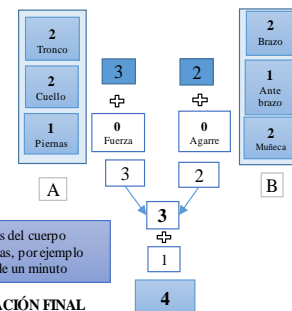 2
Tronco
2
Cuello
1
Piernas
A
3
0
Fuerza
3
2
0
Agarre
2
2
Brazo
1
Ante
brazo
2
Muñeca
B
3
1
4
s del cuerpo
as, por ejemplo
de un minuto
ACIÓN FINAL